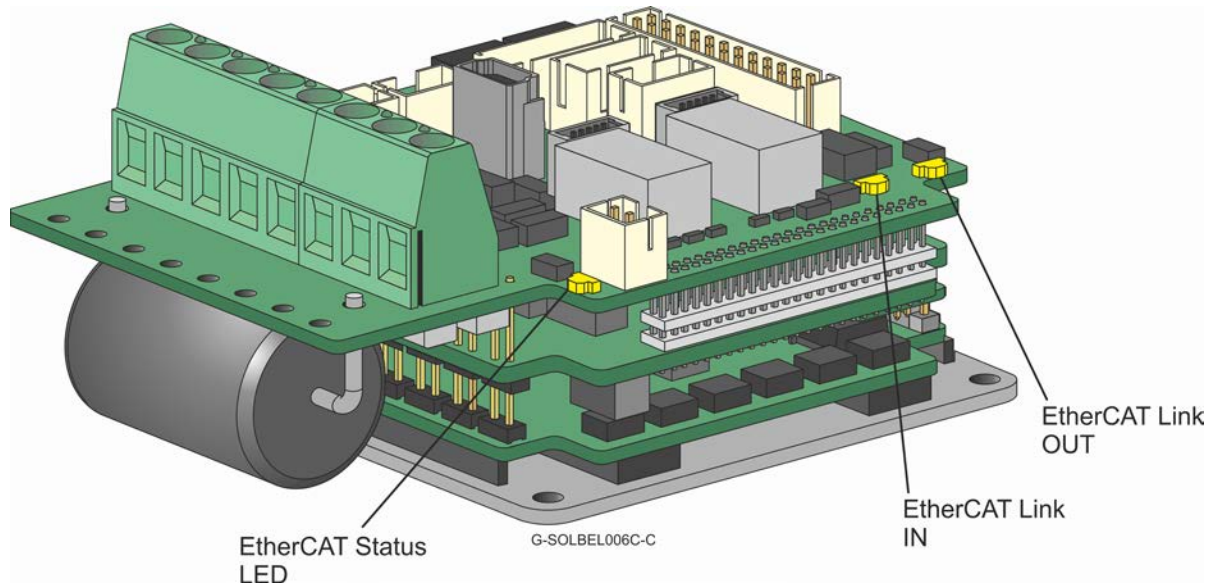 EtherCAT Link
OUT
EtherCAT Link
IN
EtherCAT Status
LED
G-SOLBEL006C-C